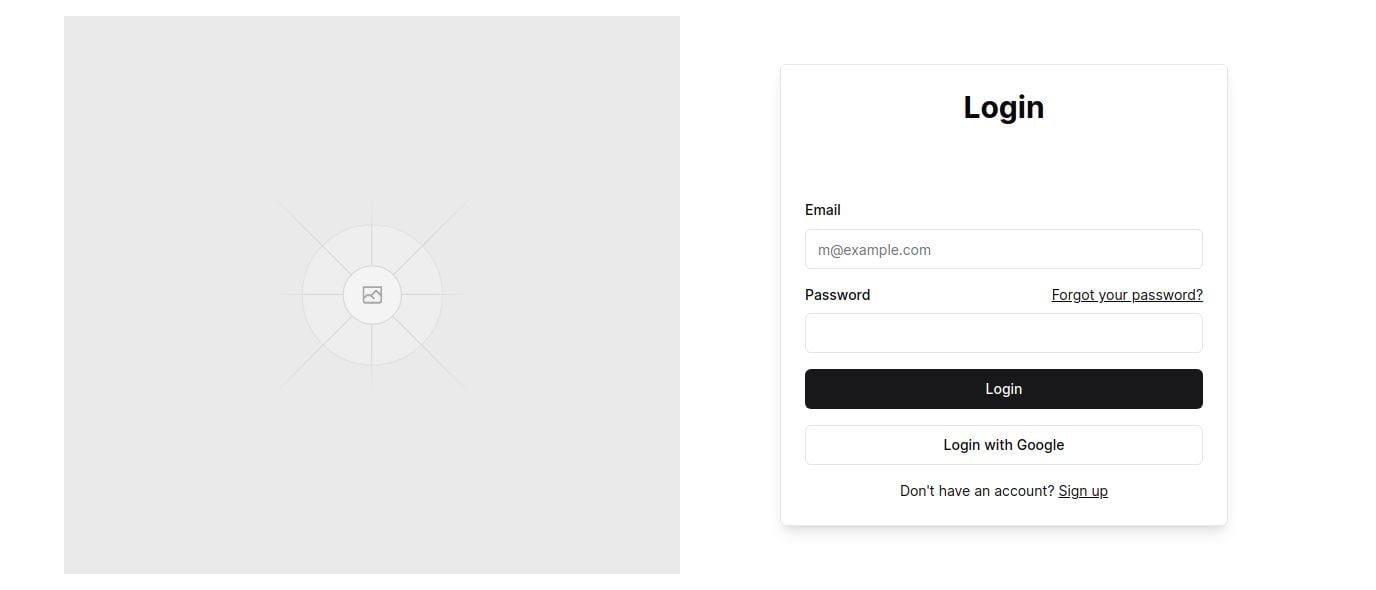 Login
Email
m@example.com
Password Forgot your password?
Login
Login with Google
Don't have an account? Sign up